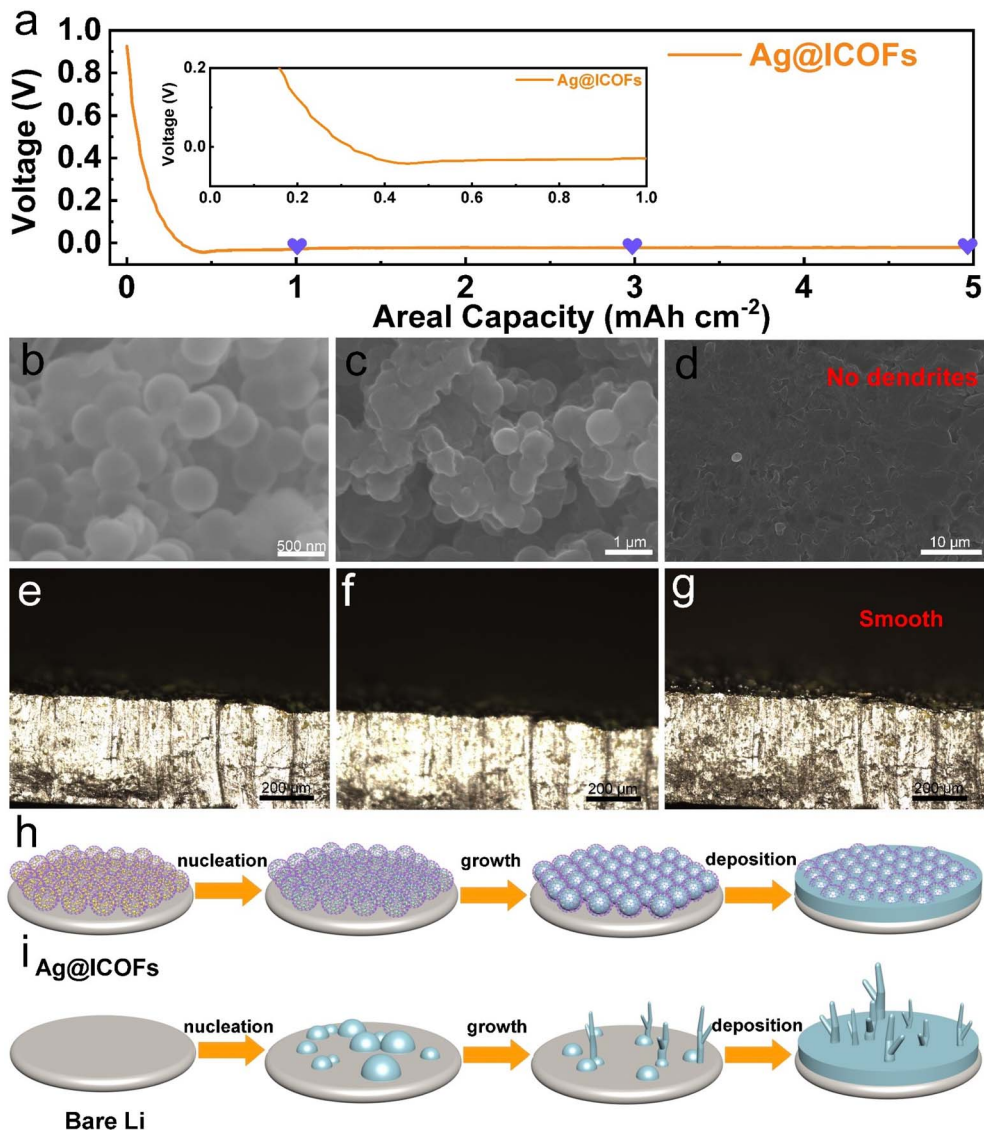 a
1.0
0.8
0.6
0.4
0.2
0.0
Voltage (V)
Ag@ICOFs
0.2
0.0
Voltage (V)
Ag@ICOFs
0.0 0.2 0.4 0.6 0.8 1.0
0 1 2 3 4 5
Areal Capacity (mAh cm⁻²)
b
500 nm
c
1 µm
d
No dendrites
10 µm
e
200 µm
f
200 µm
g
Smooth
200 µm
h
nucleation growth deposition
i
Ag@ICOFs
nucleation growth deposition
Bare Li